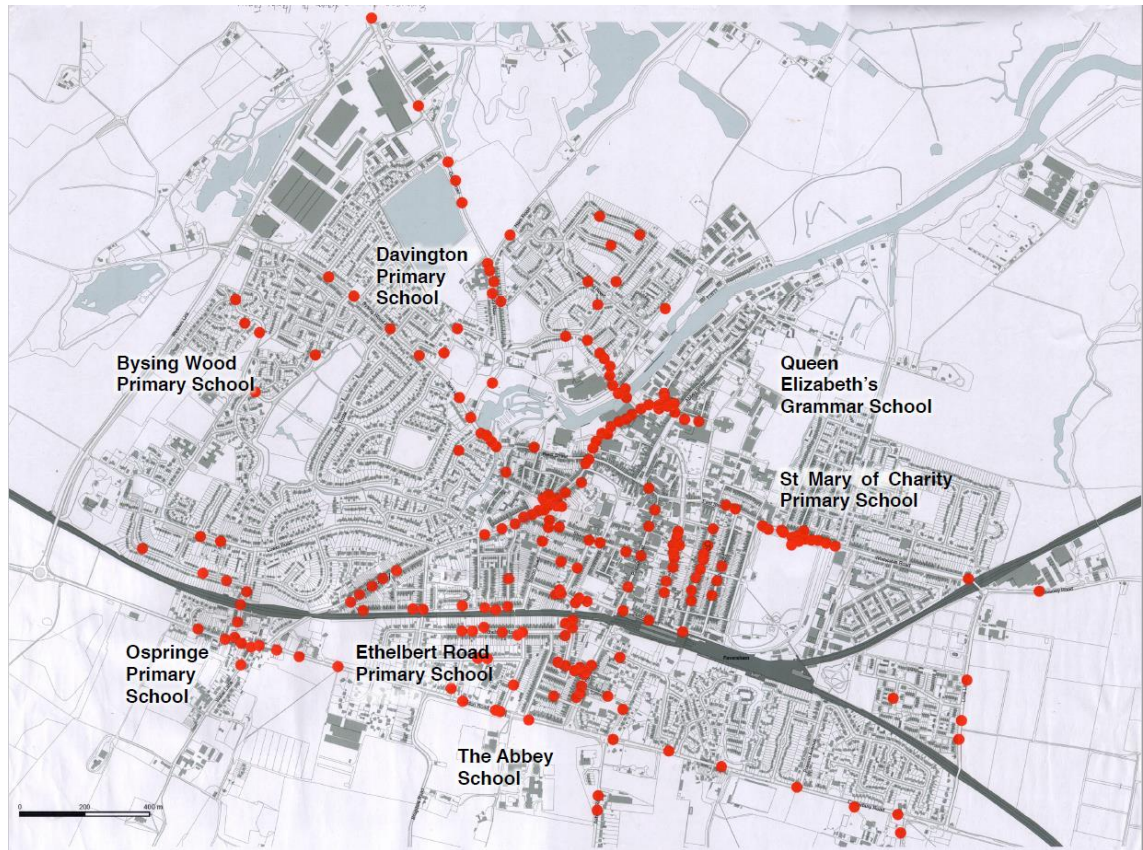 Davington
Primary
School
Bysing Wood
Primary School
Queen
Elizabeth's
Grammar School
St Mary of Charity
Primary School
Ospringe
Primary
School
Ethelbert Road
Primary School
Faversham
The Abbey
School
0 200 400 m